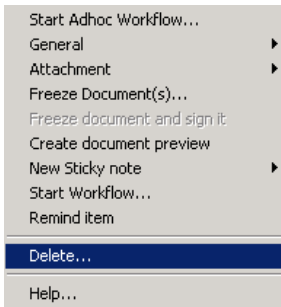 Start Adhoc Workflow...
General
Attachment
Freeze Document(s)...
Freeze document and sign it
Create document preview
New Sticky note
Start Workflow...
Remind item
Delete...
Help...